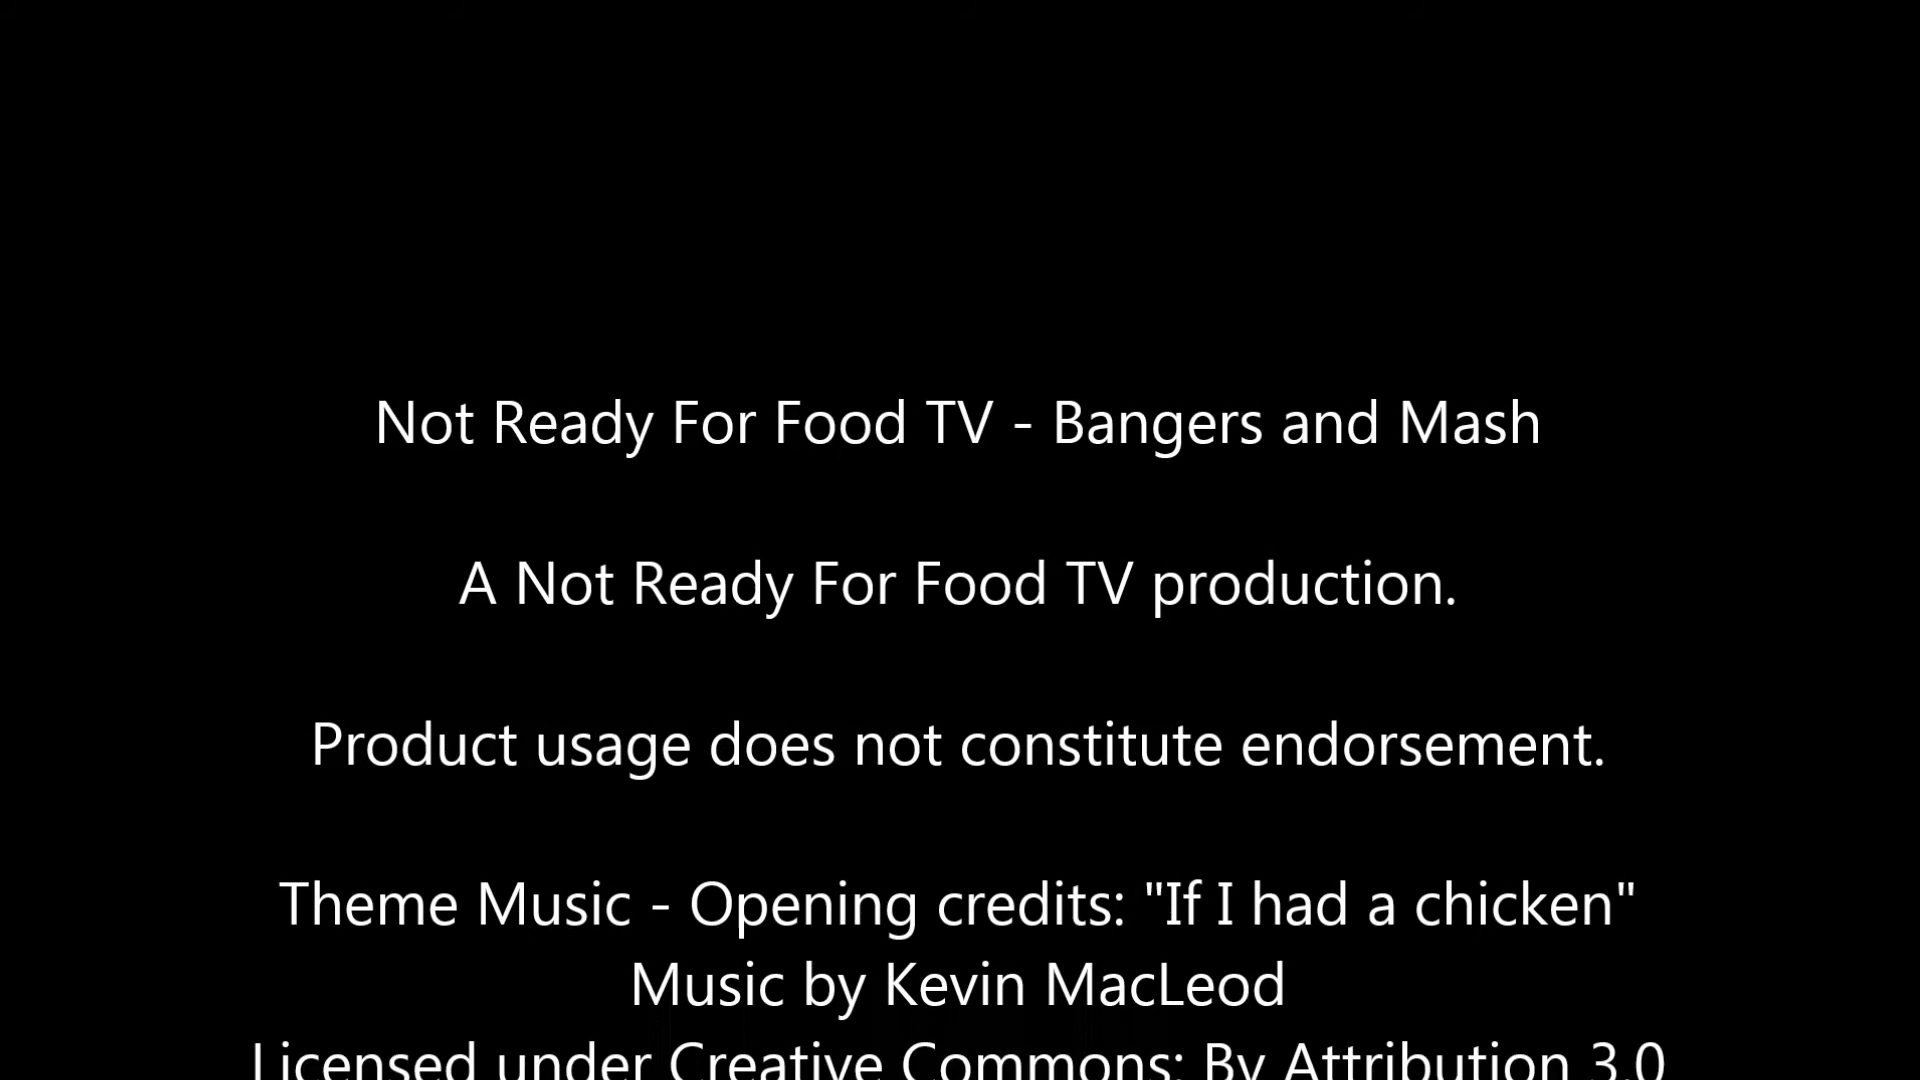 Not Ready For Food TV - Bangers and Mash
A Not Ready For Food TV production.
Product usage does not constitute endorsement.
Theme Music - Opening credits: "If I had a chicken"
Music by Kevin MacLeod
Licensed under Creative Commons: By Attribution 3.0